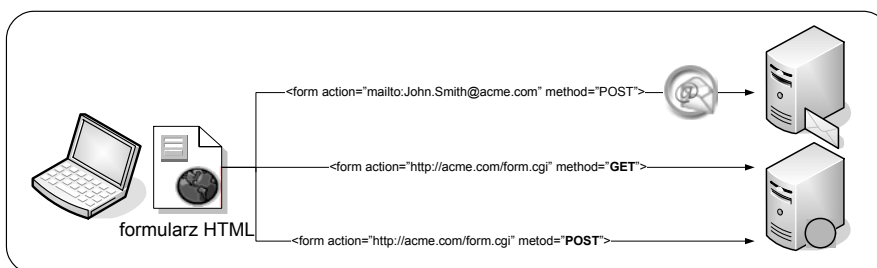 <form action="mailto:John.Smith@acme.com" method="POST">
<form action="http://acme.com/form.cgi" method="GET">
formularz HTML
<form action="http://acme.com/form.cgi" metod="POST">